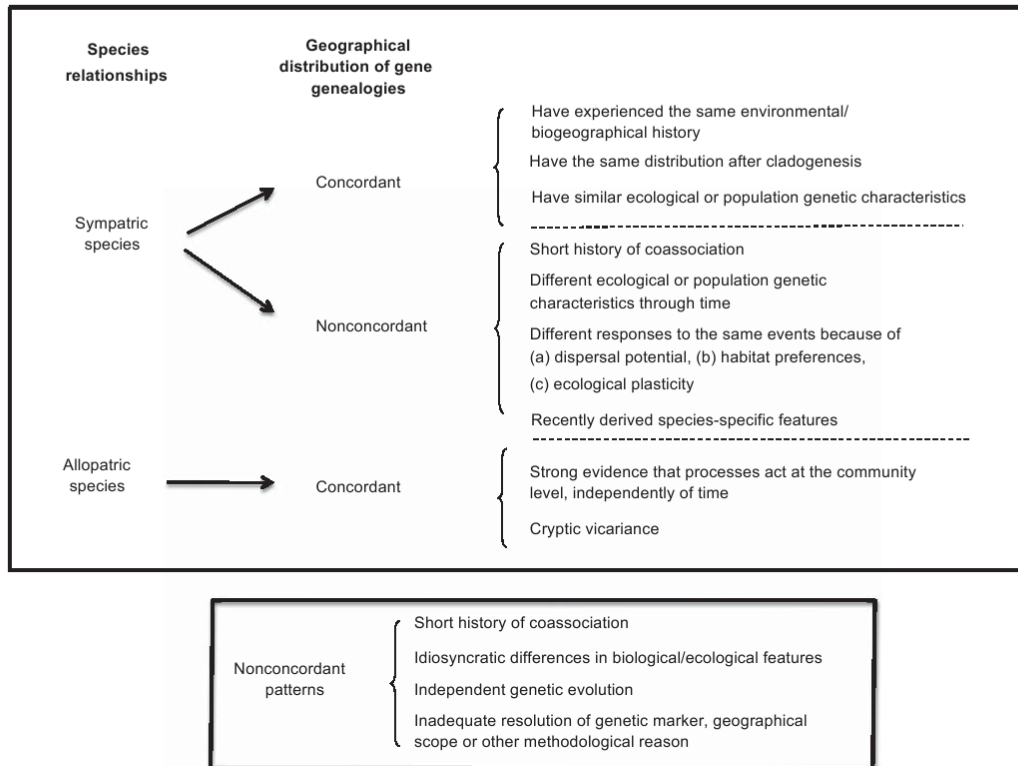 Species
relationships
Geographical
distribution of gene
genealogies
Sympatric
species
Concordant
Have experienced the same environmental/
biogeographical history
Have the same distribution after cladogenesis
Have similar ecological or population genetic characteristics
Nonconcordant
Short history of coassociation
Different ecological or population genetic
characteristics through time
Different responses to the same events because of
(a) dispersal potential, (b) habitat preferences,
(c) ecological plasticity
Recently derived species-specific features
Allopatric
species
Concordant
Strong evidence that processes act at the community
level, independently of time
Cryptic vicariance
Nonconcordant
patterns
Short history of coassociation
Idiosyncratic differences in biological/ecological features
Independent genetic evolution
Inadequate resolution of genetic marker, geographical
scope or other methodological reason